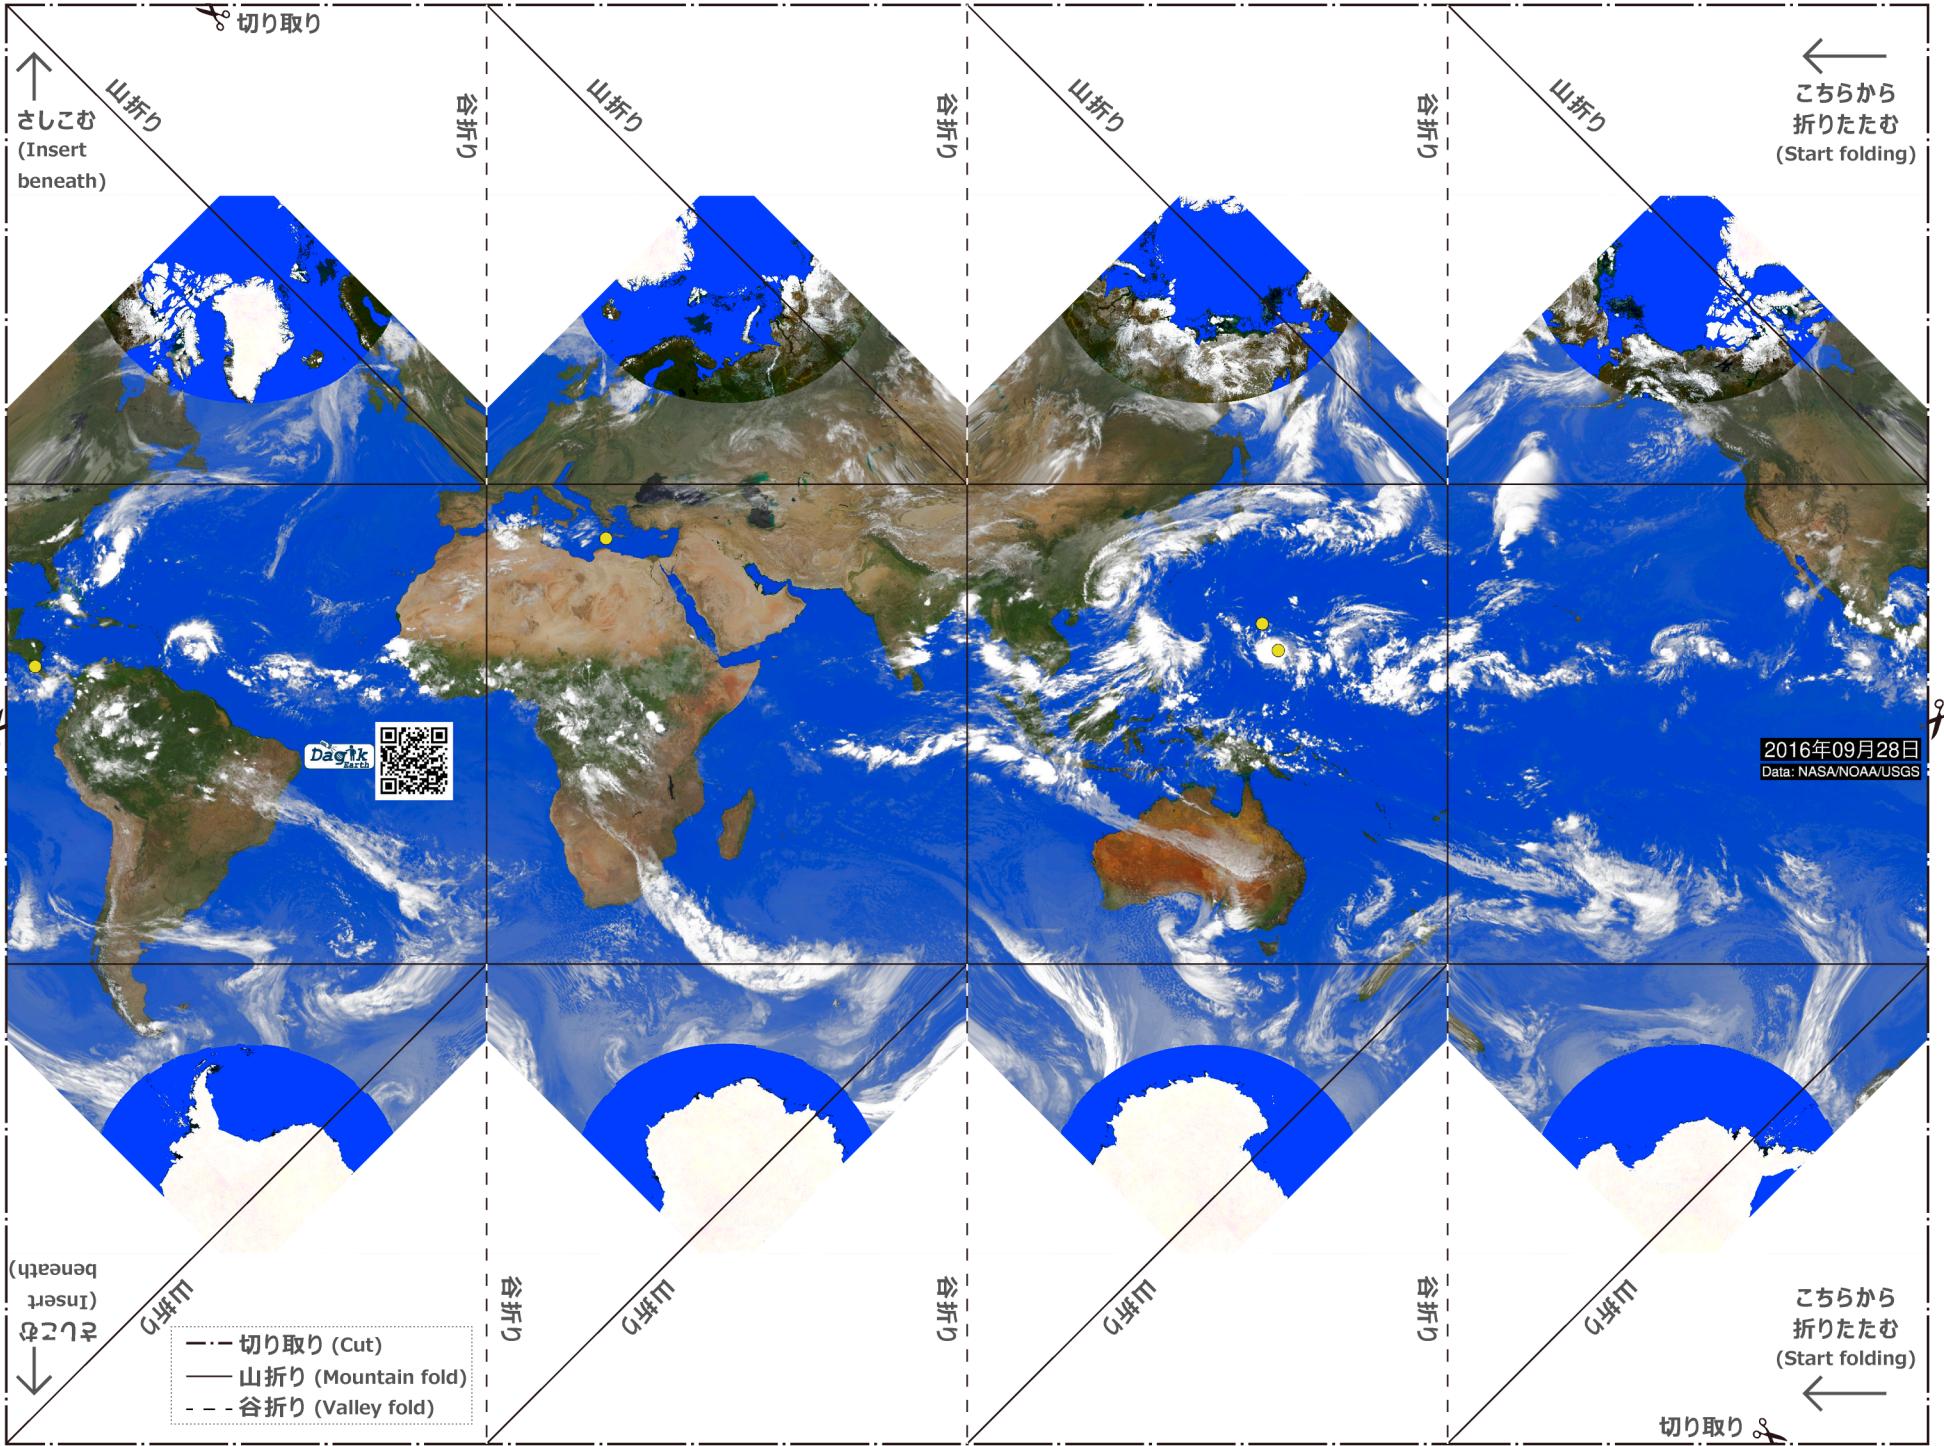 切り取り
山折り
谷折り
山折り
谷折り
山折り
谷折り
山折り
さしこむ
(Insert
beneath)
こちらから
折りたたむ
(Start folding)
Dagik
Earth
2016年09月28日
Data: NASA/NOAA/USGS
さしこむ
(Insert
beneath)
山折り
谷折り
山折り
谷折り
山折り
谷折り
山折り
こちらから
折りたたむ
(Start folding)
切り取り (Cut)
山折り (Mountain fold)
谷折り (Valley fold)
切り取り